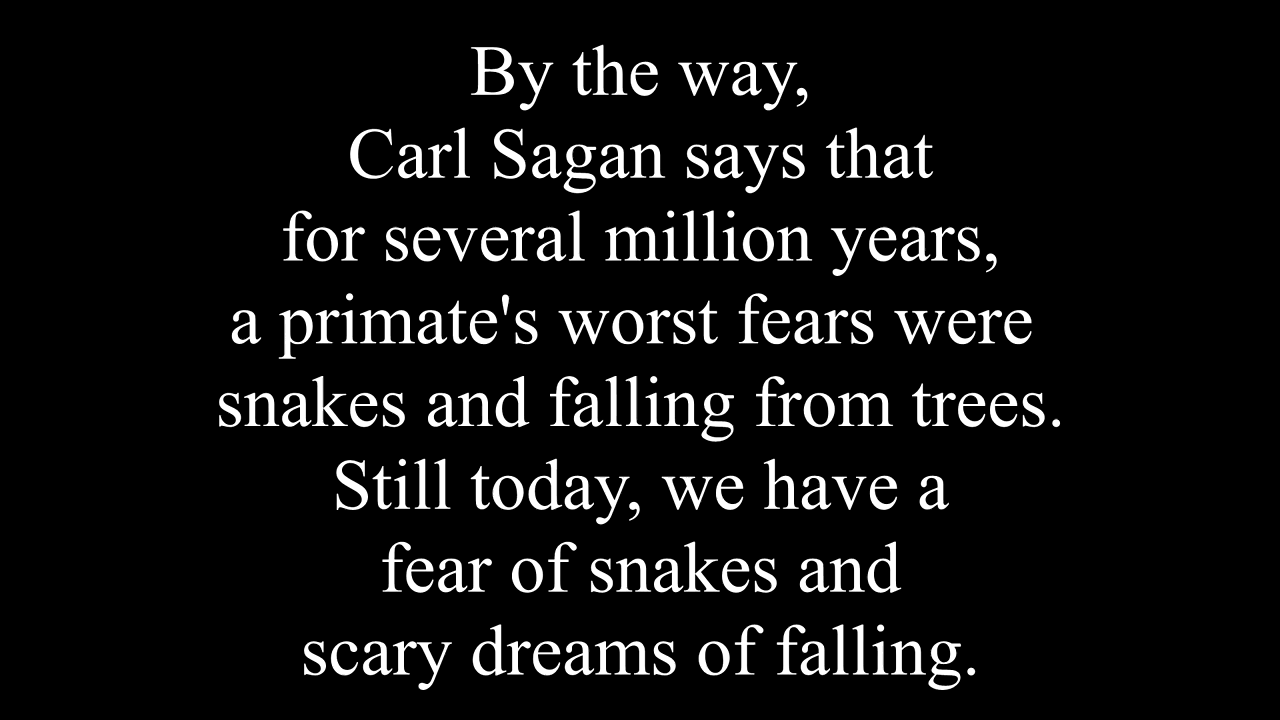 By the way,
Carl Sagan says that
for several million years,
a primate's worst fears were
snakes and falling from trees.
Still today, we have a
fear of snakes and
scary dreams of falling.